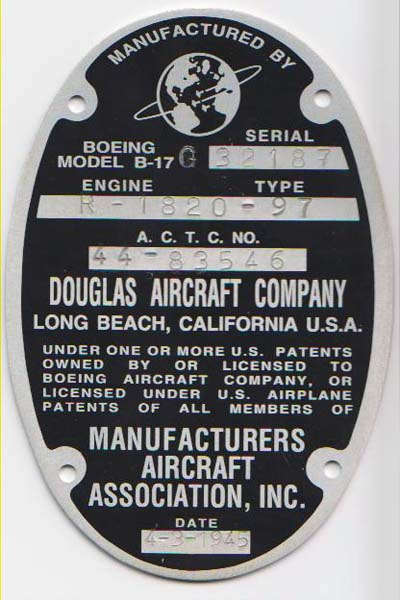 MANUFACTURED BY
SERIAL
BOEING
MODEL B-17 G 32187
ENGINE TYPE
R-1820-97
A.C.T.C. NO.
44-83546
DOUGLAS AIRCRAFT COMPANY
LONG BEACH, CALIFORNIA U.S.A.
UNDER ONE OR MORE U.S. PATENTS
OWNED BY OR LICENSED TO
BOEING AIRCRAFT COMPANY, OR
LICENSED UNDER U.S. AIRPLANE
PATENTS OF ALL MEMBERS OF
MANUFACTURERS
AIRCRAFT
ASSOCIATION, INC.
DATE
4-3-1945